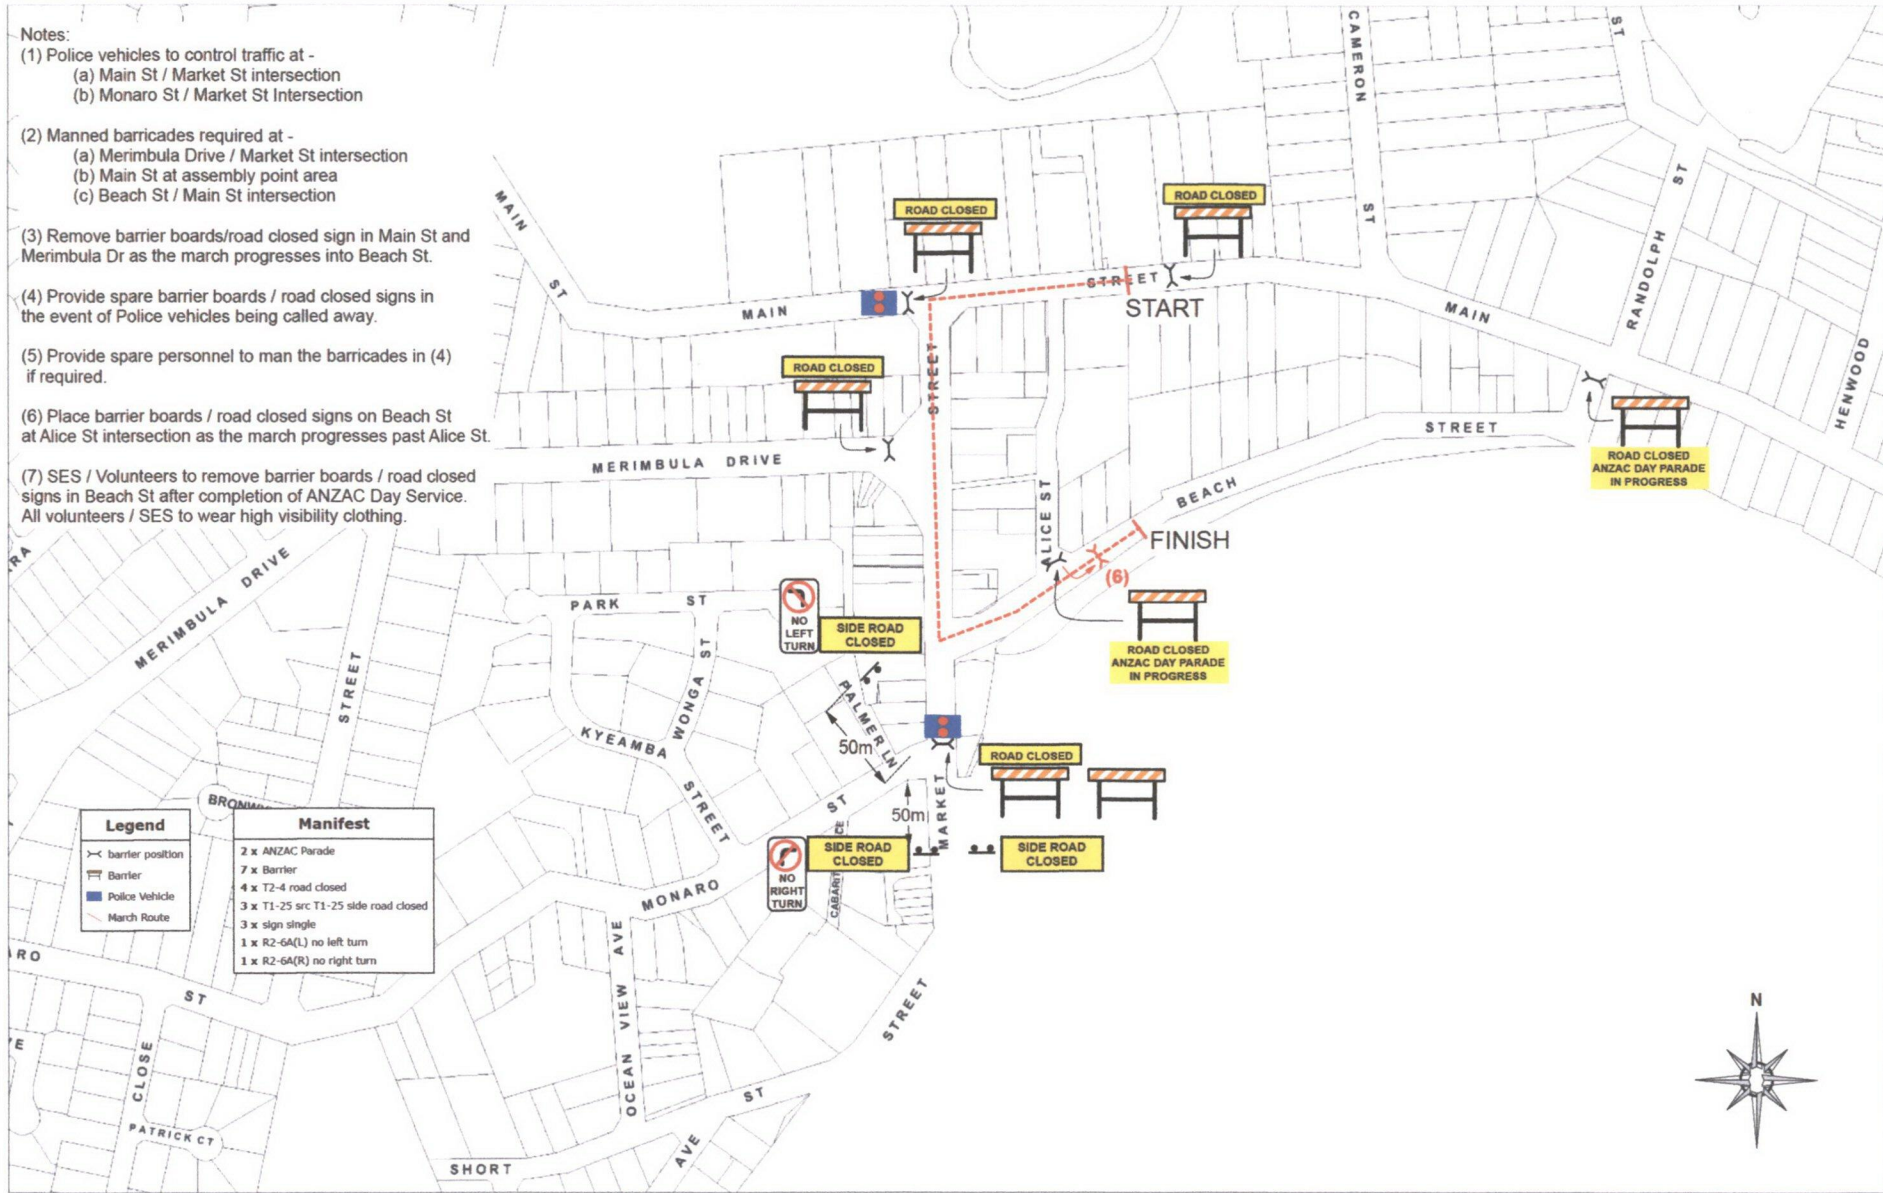 Notes:
(1) Police vehicles to control traffic at -
(a) Main St / Market St intersection
(b) Monaro St / Market St Intersection
(2) Manned barricades required at -
(a) Merimbula Drive / Market St intersection
(b) Main St at assembly point area
(c) Beach St / Main St intersection
(3) Remove barrier boards/road closed sign in Main St and
Merimbula Dr as the march progresses into Beach St.
(4) Provide spare barrier boards / road closed signs in
the event of Police vehicles being called away.
(5) Provide spare personnel to man the barricades in (4)
if required.
(6) Place barrier boards / road closed signs on Beach St
at Alice St intersection as the march progresses past Alice St.
(7) SES / Volunteers to remove barrier boards / road closed
signs in Beach St after completion of ANZAC Day Service.
All volunteers / SES to wear high visibility clothing.
CAMERON
ST
ST
MAIN
ST
ROAD CLOSED
ROAD CLOSED
RANDOLPH ST
MAIN
STREET
START
MAIN
HENWOOD
ROAD CLOSED
STREET
MERIMBULA DRIVE
BEACH
STREET
ROAD CLOSED
ANZAC DAY PARADE
IN PROGRESS
ALICE ST
FINISH
(6)
RA
MERIMBULA DRIVE
STREET
PARK ST
NO
LEFT
TURN
SIDE ROAD
CLOSED
ROAD CLOSED
ANZAC DAY PARADE
IN PROGRESS
WONGA ST
KYEAMBA
STREET
PALMER LN
50m
ROAD CLOSED
50m
MARKET
ST
SIDE ROAD
CLOSED
SIDE ROAD
CLOSED
NO
RIGHT
TURN
MONARO
BRONW
Legend
barrier position
Barrier
Police Vehicle
March Route
Manifest
2 x ANZAC Parade
7 x Barrier
4 x T2-4 road closed
3 x T1-25 src T1-25 side road closed
3 x sign single
1 x R2-6A(L) no left turn
1 x R2-6A(R) no right turn
ARO
ST
OCEAN VIEW AVE
STREET
CLOSE
PATRICK CT
SHORT
ST
AVE
N